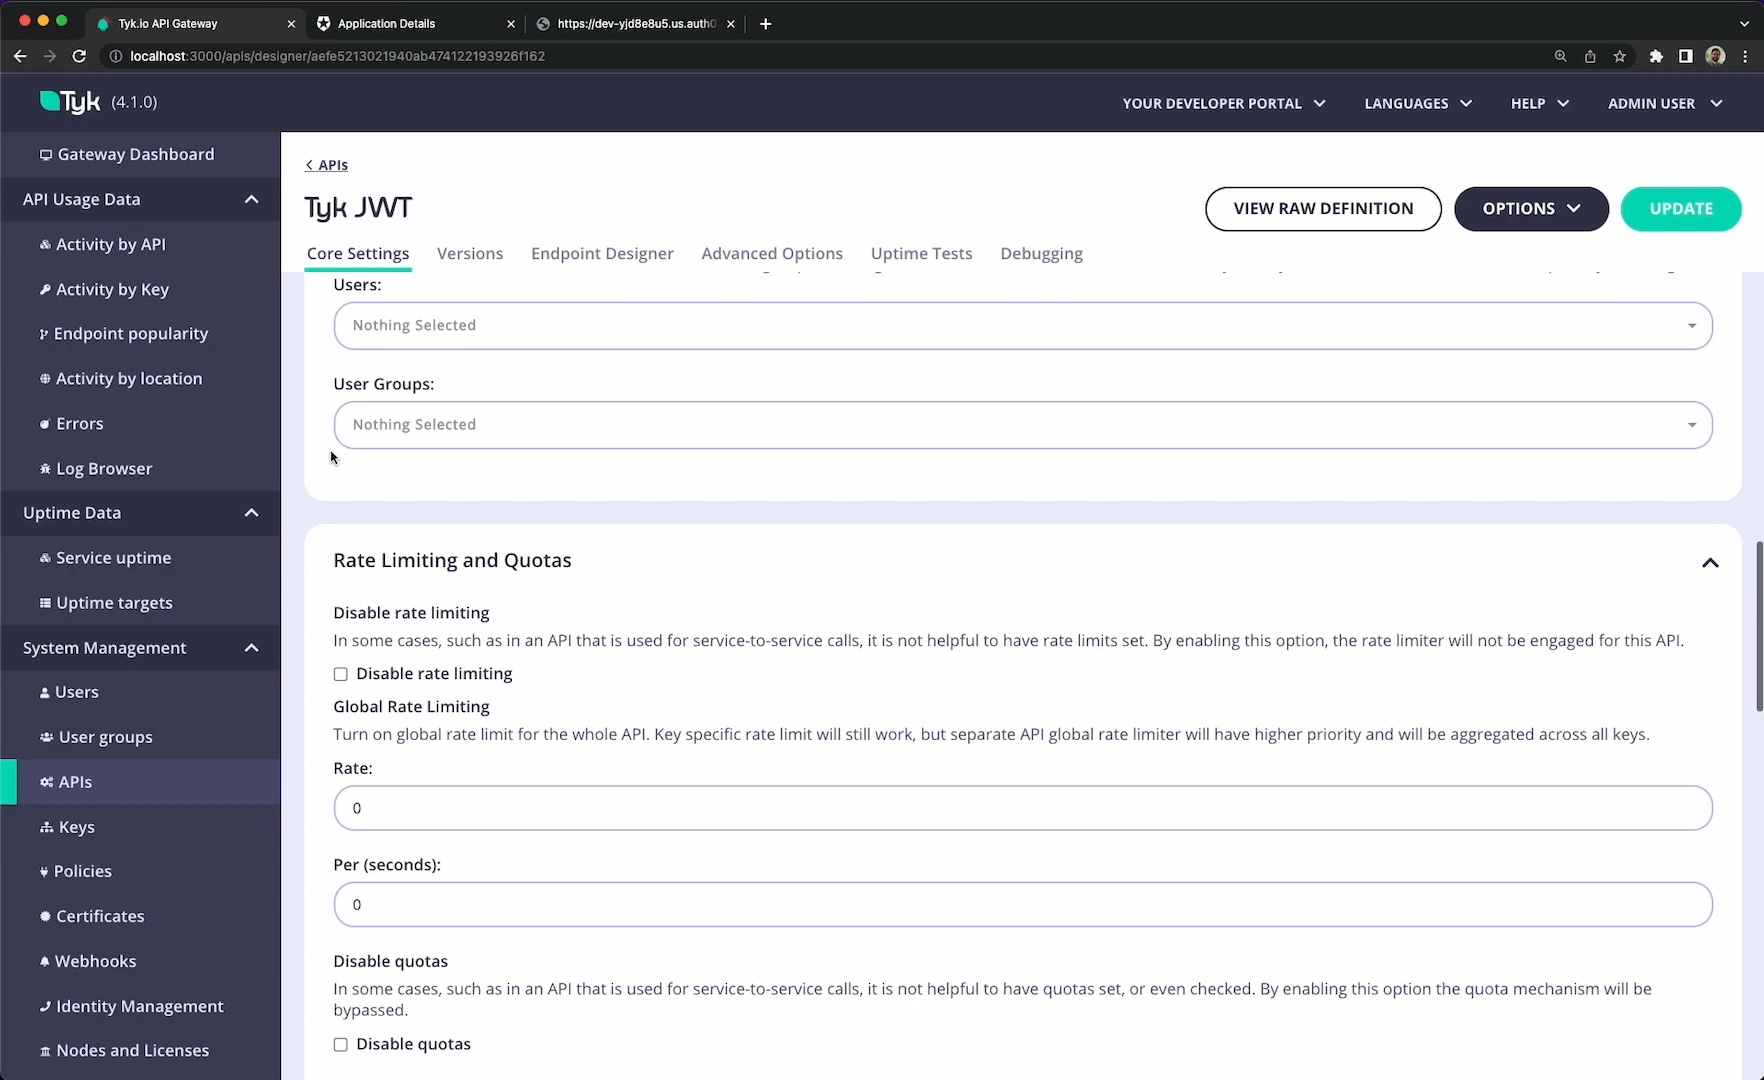 Tyk.io API Gateway
Application Details
https://dev-yjd8e8u5.us.auth0
localhost:3000/apis/designer/aefe5213021940ab474122193926f162
Tyk (4.1.0)
YOUR DEVELOPER PORTAL
LANGUAGES
HELP
ADMIN USER
Gateway Dashboard
API Usage Data
Activity by API
Activity by Key
Endpoint popularity
Activity by location
Errors
Log Browser
Uptime Data
Service uptime
Uptime targets
System Management
Users
User groups
APIs
Keys
Policies
Certificates
Webhooks
Identity Management
Nodes and Licenses
< APIs
Tyk JWT
VIEW RAW DEFINITION
OPTIONS
UPDATE
Core Settings
Versions
Endpoint Designer
Advanced Options
Uptime Tests
Debugging
Users:
Nothing Selected
User Groups:
Nothing Selected
Rate Limiting and Quotas
Disable rate limiting
In some cases, such as in an API that is used for service-to-service calls, it is not helpful to have rate limits set. By enabling this option, the rate limiter will not be engaged for this API.
Disable rate limiting
Global Rate Limiting
Turn on global rate limit for the whole API. Key specific rate limit will still work, but separate API global rate limiter will have higher priority and will be aggregated across all keys.
Rate:
0
Per (seconds):
0
Disable quotas
In some cases, such as in an API that is used for service-to-service calls, it is not helpful to have quotas set, or even checked. By enabling this option the quota mechanism will be
bypassed.
Disable quotas